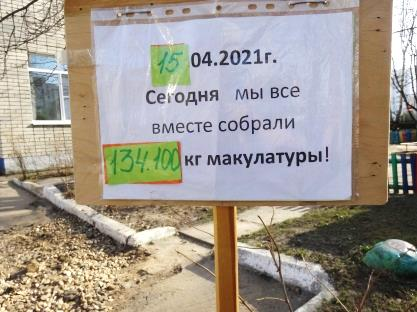 15.04.2021г.
Сегодня мы все
вместе собрали
134.100 кг макулатуры!